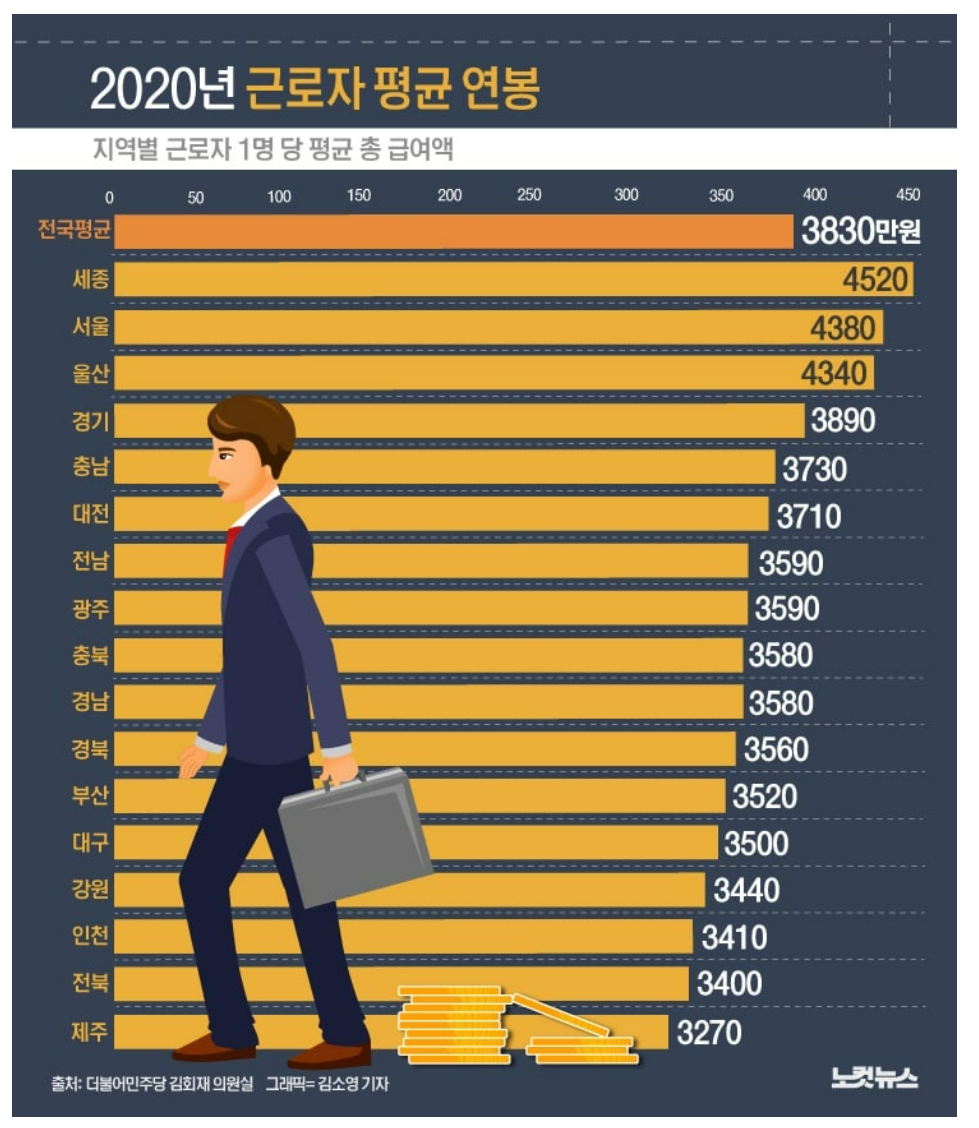 2020년 근로자 평균 연봉
지역별 근로자 1명 당 평균 총 급여액
0 50 100 150 200 250 300 350 400 450
전국평균 3830만원
세종 4520
서울 4380
울산 4340
경기 3890
충남 3730
대전 3710
전남 3590
광주 3590
충북 3580
경남 3580
경북 3560
부산 3520
대구 3500
강원 3440
인천 3410
전북 3400
제주 3270
출처: 더불어민주당 김회재 의원실 그래픽= 김소영 기자
노컷뉴스